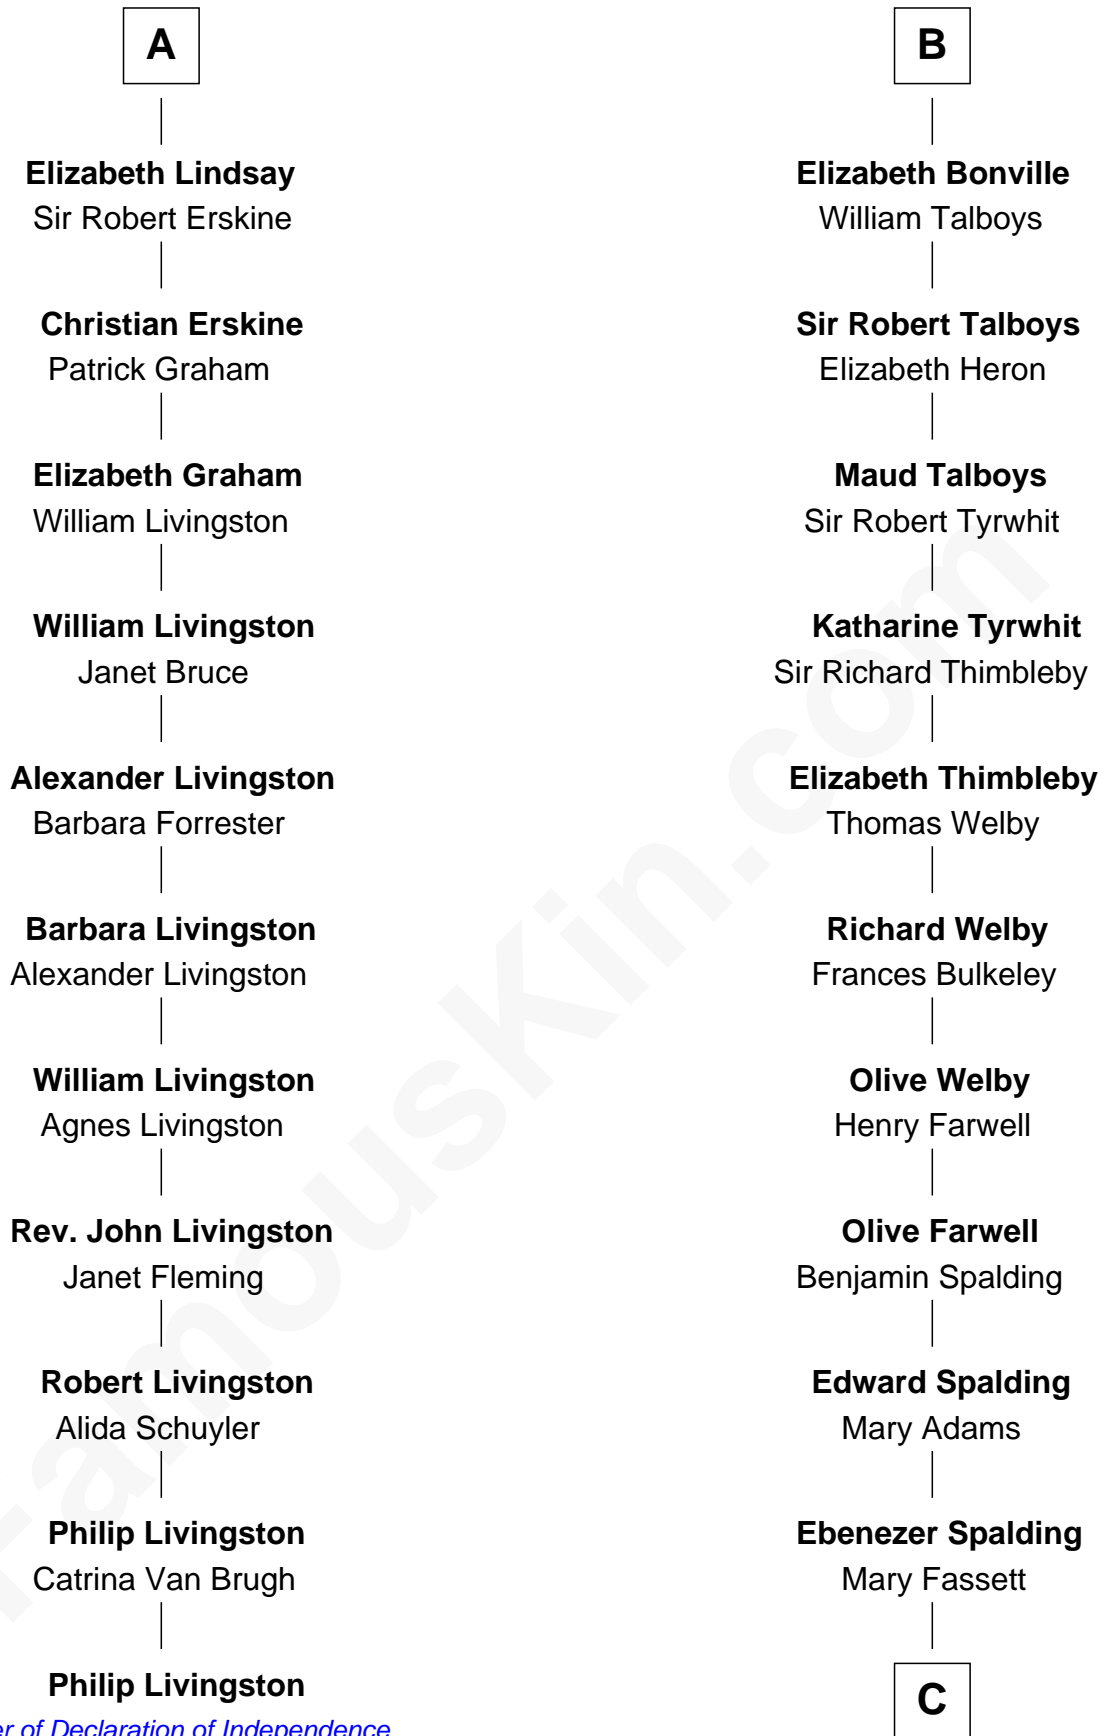 A
Elizabeth Lindsay
Sir Robert Erskine
Christian Erskine
Patrick Graham
Elizabeth Graham
William Livingston
William Livingston
Janet Bruce
Alexander Livingston
Barbara Forrester
Barbara Livingston
Alexander Livingston
William Livingston
Agnes Livingston
Rev. John Livingston
Janet Fleming
Robert Livingston
Alida Schuyler
Philip Livingston
Catrina Van Brugh
Philip Livingston
of Declaration of Independence
B
Elizabeth Bonville
William Talboys
Sir Robert Talboys
Elizabeth Heron
Maud Talboys
Sir Robert Tyrwhit
Katharine Tyrwhit
Sir Richard Thimbleby
Elizabeth Thimbleby
Thomas Welby
Richard Welby
Frances Bulkeley
Olive Welby
Henry Farwell
Olive Farwell
Benjamin Spalding
Edward Spalding
Mary Adams
Ebenezer Spalding
Mary Fassett
C
FamousKin.com